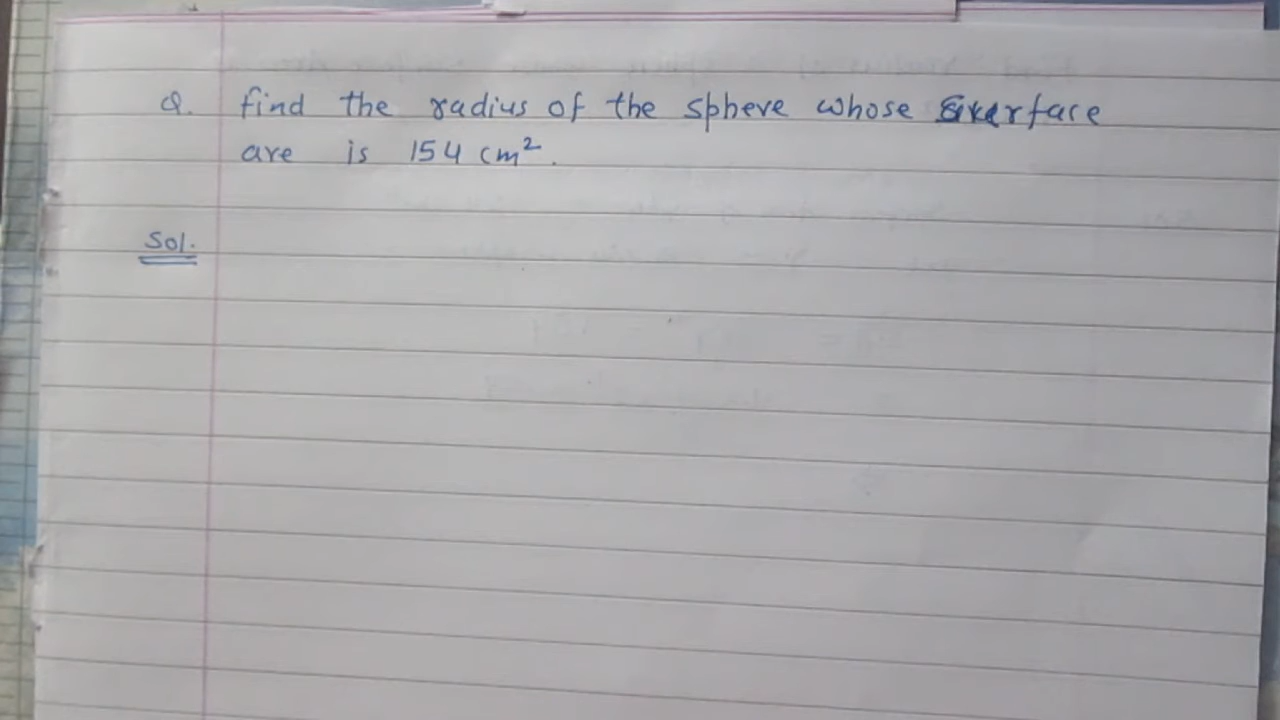 Q. find the radius of the sphere whose surface
are is 154 cm².
Sol.